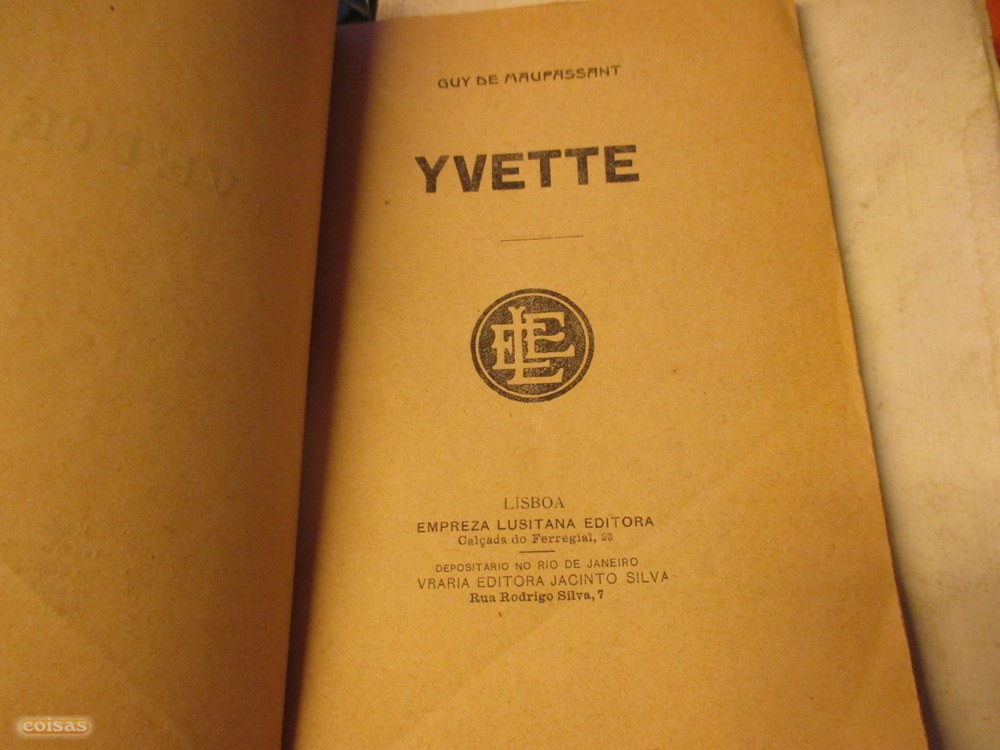 GUY DE MAUPASSANT
YVETTE
ELE
LISBOA
EMPREZA LUSITANA EDITORA
Calçada do Ferregial, 23
DEPOSITARIO NO RIO DE JANEIRO
VRARIA EDITORA JACINTO SILVA
Rua Rodrigo Silva, 7
coisas